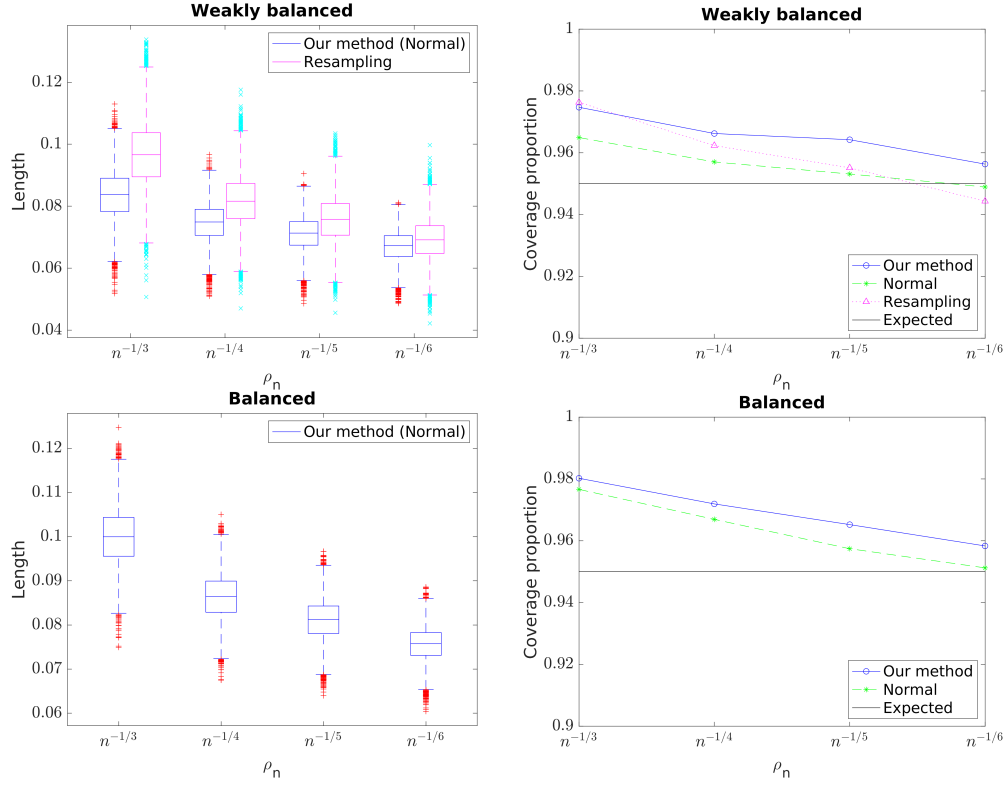 Weakly balanced
Our method (Normal)
Resampling
0.12
0.1
0.08
0.06
0.04
Length
n^{-1/3} n^{-1/4} n^{-1/5} n^{-1/6}
ρ_n
Weakly balanced
1
0.98
0.96
0.94
0.92
0.9
Coverage proportion
Our method
Normal
Resampling
Expected
n^{-1/3} n^{-1/4} n^{-1/5} n^{-1/6}
ρ_n
Balanced
Our method (Normal)
0.12
0.11
0.1
0.09
0.08
0.07
0.06
Length
n^{-1/3} n^{-1/4} n^{-1/5} n^{-1/6}
ρ_n
Balanced
1
0.98
0.96
0.94
0.92
0.9
Coverage proportion
Our method
Normal
Expected
n^{-1/3} n^{-1/4} n^{-1/5} n^{-1/6}
ρ_n